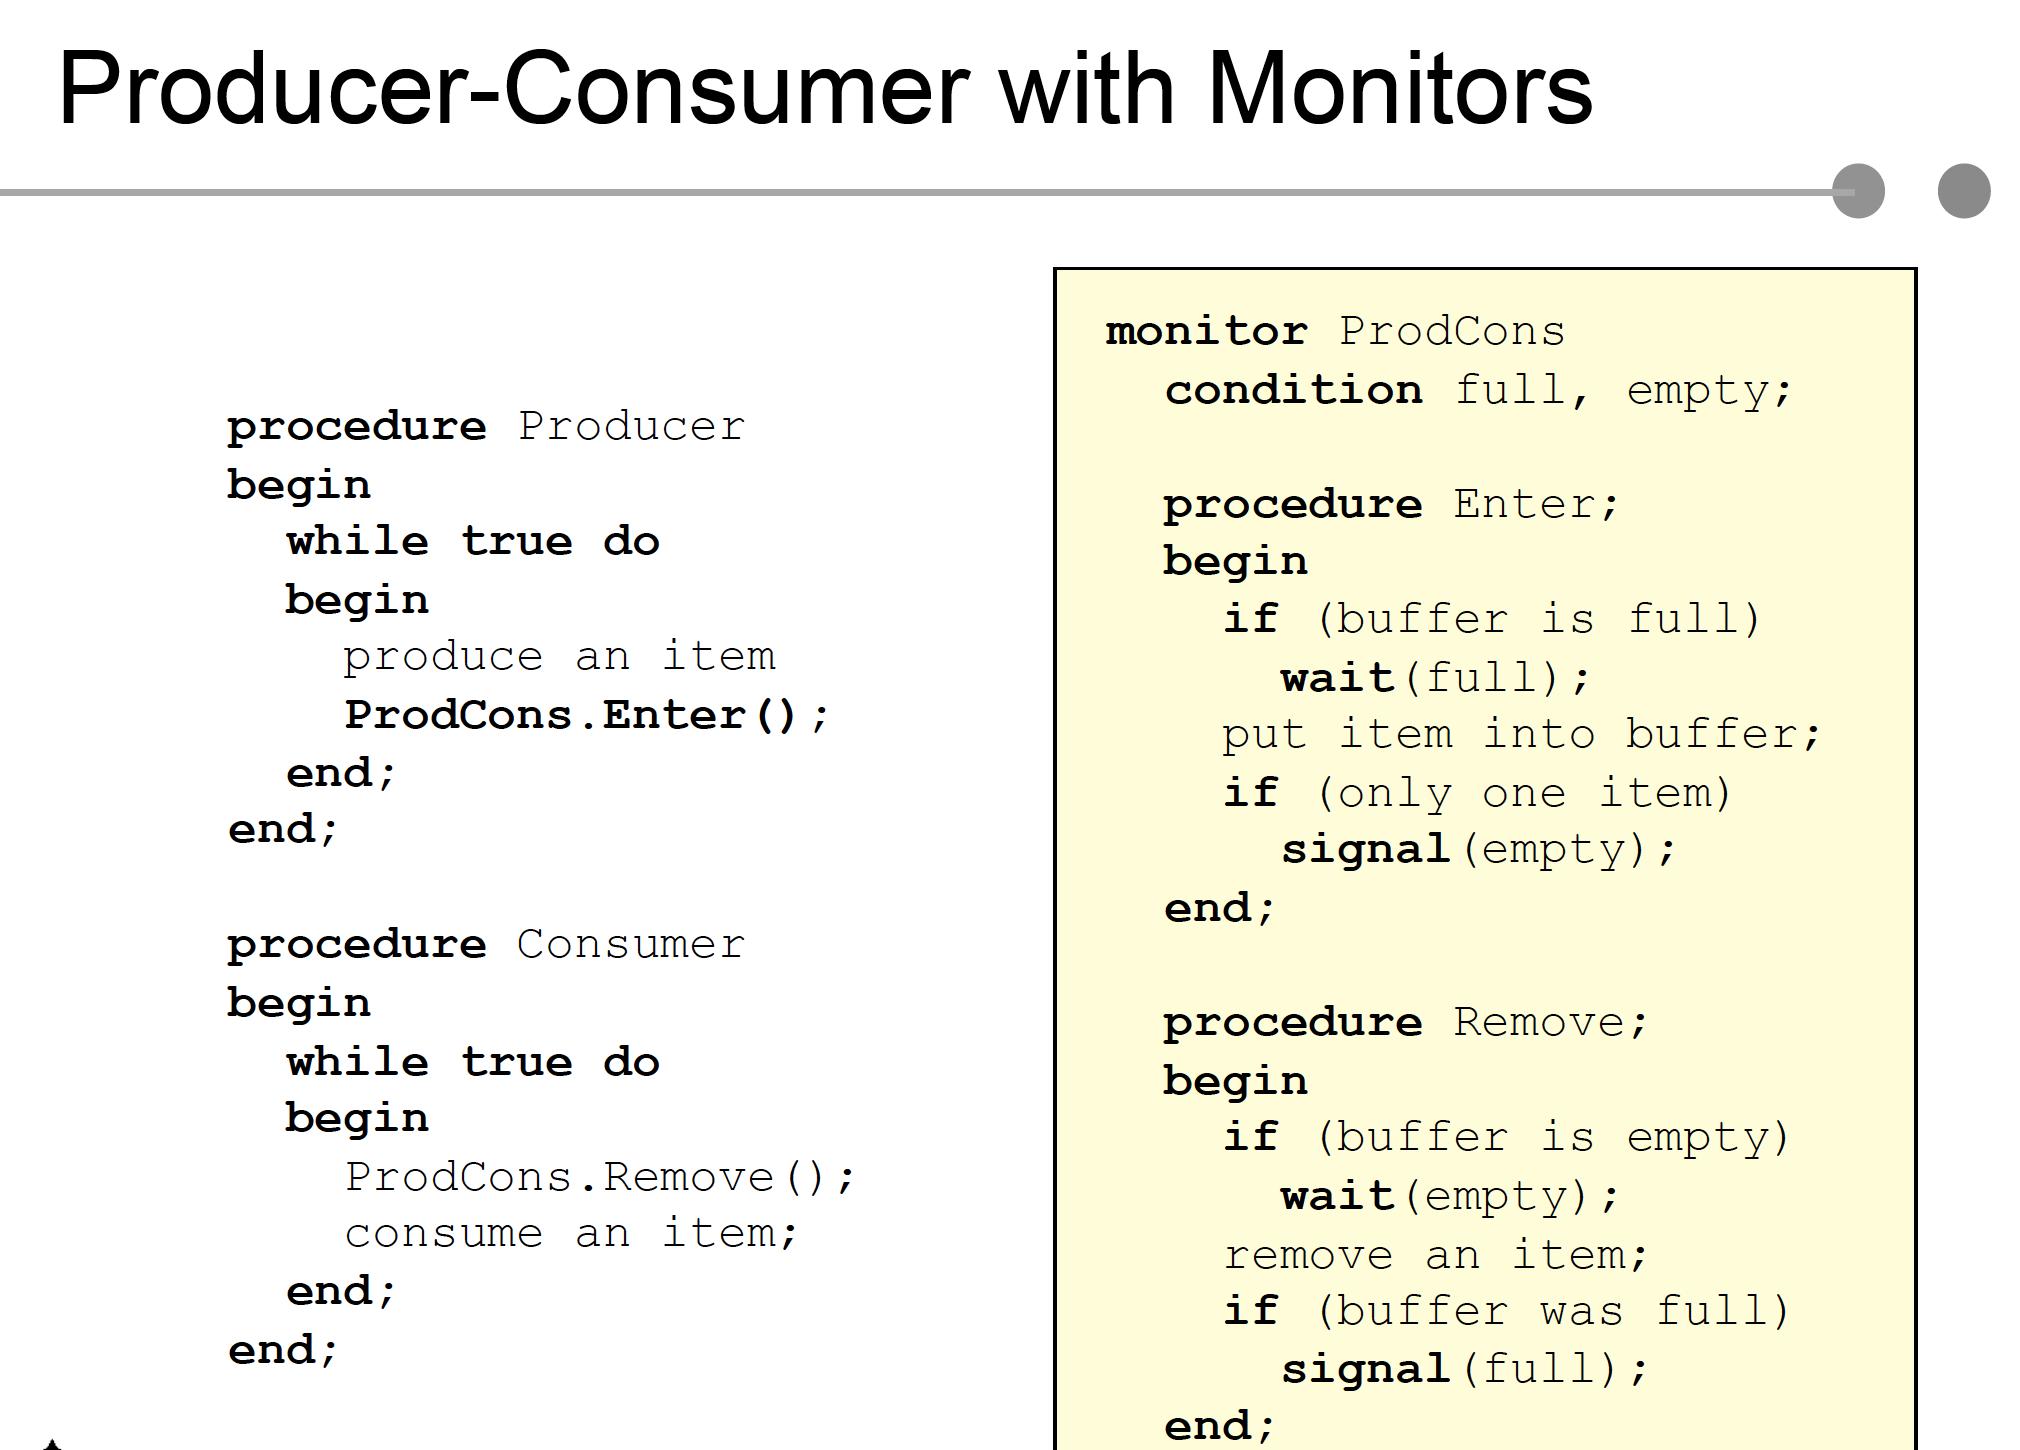 Producer-Consumer with Monitors
procedure Producer
begin
while true do
begin
produce an item
ProdCons.Enter();
end;
end;
procedure Consumer
begin
while true do
begin
ProdCons.Remove();
consume an item;
end;
end;
monitor ProdCons
condition full, empty;
procedure Enter;
begin
if (buffer is full)
wait(full);
put item into buffer;
if (only one item)
signal(empty);
end;
procedure Remove;
begin
if (buffer is empty)
wait(empty);
remove an item;
if (buffer was full)
signal(full);
end;